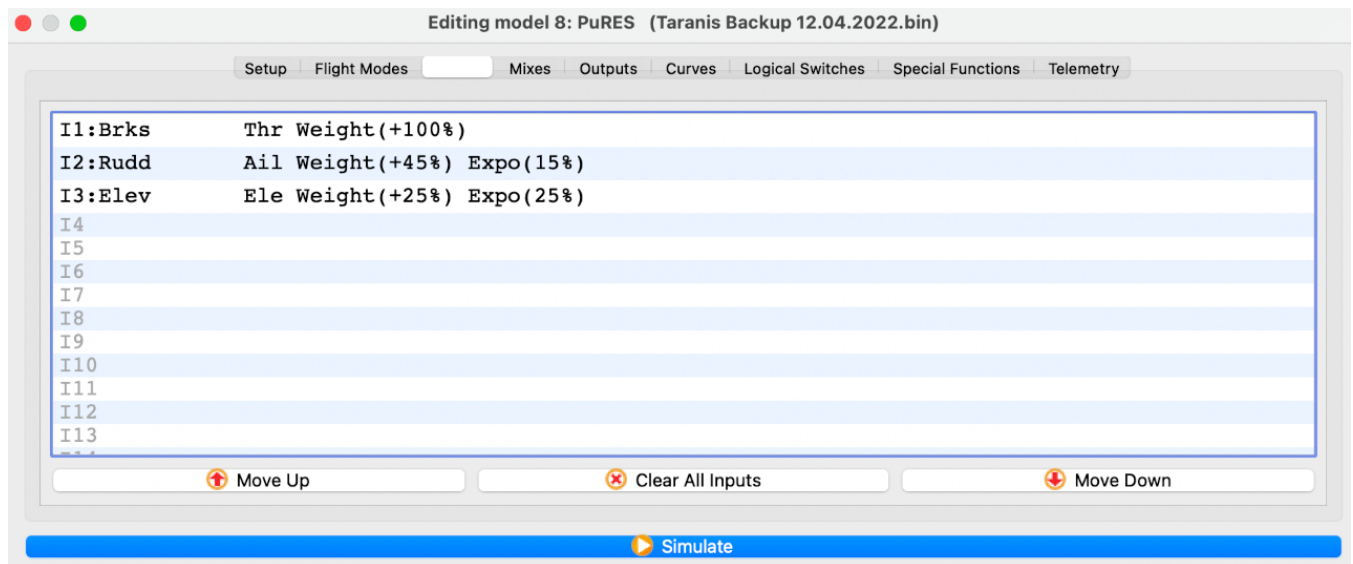 Editing model 8: PuRES (Taranis Backup 12.04.2022.bin)
Setup Flight Modes Mixes Outputs Curves Logical Switches Special Functions Telemetry
I1:Brks Thr Weight(+100%)
I2:Rudd Ail Weight(+45%) Expo(15%)
I3:Elev Ele Weight(+25%) Expo(25%)
I4
I5
I6
I7
I8
I9
I10
I11
I12
I13
Move Up Clear All Inputs Move Down
Simulate